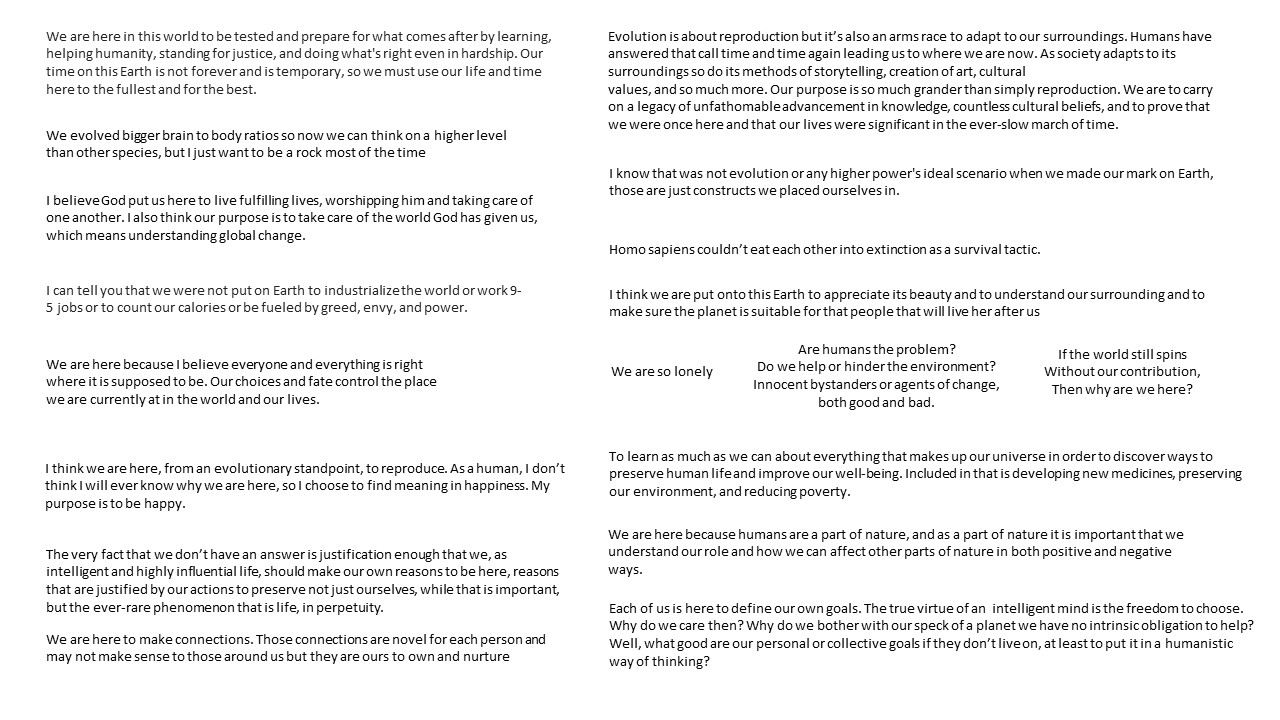 We are here in this world to be tested and prepare for what comes after by learning,
helping humanity, standing for justice, and doing what's right even in hardship. Our
time on this Earth is not forever and is temporary, so we must use our life and time
here to the fullest and for the best.
We evolved bigger brain to body ratios so now we can think on a higher level
than other species, but I just want to be a rock most of the time
I believe God put us here to live fulfilling lives, worshipping him and taking care of
one another. I also think our purpose is to take care of the world God has given us,
which means understanding global change.
I can tell you that we were not put on Earth to industrialize the world or work 9-
5 jobs or to count our calories or be fueled by greed, envy, and power.
We are here because I believe everyone and everything is right
where it is supposed to be. Our choices and fate control the place
we are currently at in the world and our lives.
I think we are here, from an evolutionary standpoint, to reproduce. As a human, I don’t
think I will ever know why we are here, so I choose to find meaning in happiness. My
purpose is to be happy.
The very fact that we don’t have an answer is justification enough that we, as
intelligent and highly influential life, should make our own reasons to be here, reasons
that are justified by our actions to preserve not just ourselves, while that is important,
but the ever-rare phenomenon that is life, in perpetuity.
We are here to make connections. Those connections are novel for each person and
may not make sense to those around us but they are ours to own and nurture
Evolution is about reproduction but it’s also an arms race to adapt to our surroundings. Humans have
answered that call time and time again leading us to where we are now. As society adapts to its
surroundings so do its methods of storytelling, creation of art, cultural
values, and so much more. Our purpose is so much grander than simply reproduction. We are to carry
on a legacy of unfathomable advancement in knowledge, countless cultural beliefs, and to prove that
we were once here and that our lives were significant in the ever-slow march of time.
I know that was not evolution or any higher power's ideal scenario when we made our mark on Earth,
those are just constructs we placed ourselves in.
Homo sapiens couldn’t eat each other into extinction as a survival tactic.
I think we are put onto this Earth to appreciate its beauty and to understand our surrounding and to
make sure the planet is suitable for that people that will live her after us
We are so lonely
Are humans the problem?
Do we help or hinder the environment?
Innocent bystanders or agents of change,
both good and bad.
If the world still spins
Without our contribution,
Then why are we here?
To learn as much as we can about everything that makes up our universe in order to discover ways to
preserve human life and improve our well-being. Included in that is developing new medicines, preserving
our environment, and reducing poverty.
We are here because humans are a part of nature, and as a part of nature it is important that we
understand our role and how we can affect other parts of nature in both positive and negative
ways.
Each of us is here to define our own goals. The true virtue of an intelligent mind is the freedom to choose.
Why do we care then? Why do we bother with our speck of a planet we have no intrinsic obligation to help?
Well, what good are our personal or collective goals if they don’t live on, at least to put it in a humanistic
way of thinking?